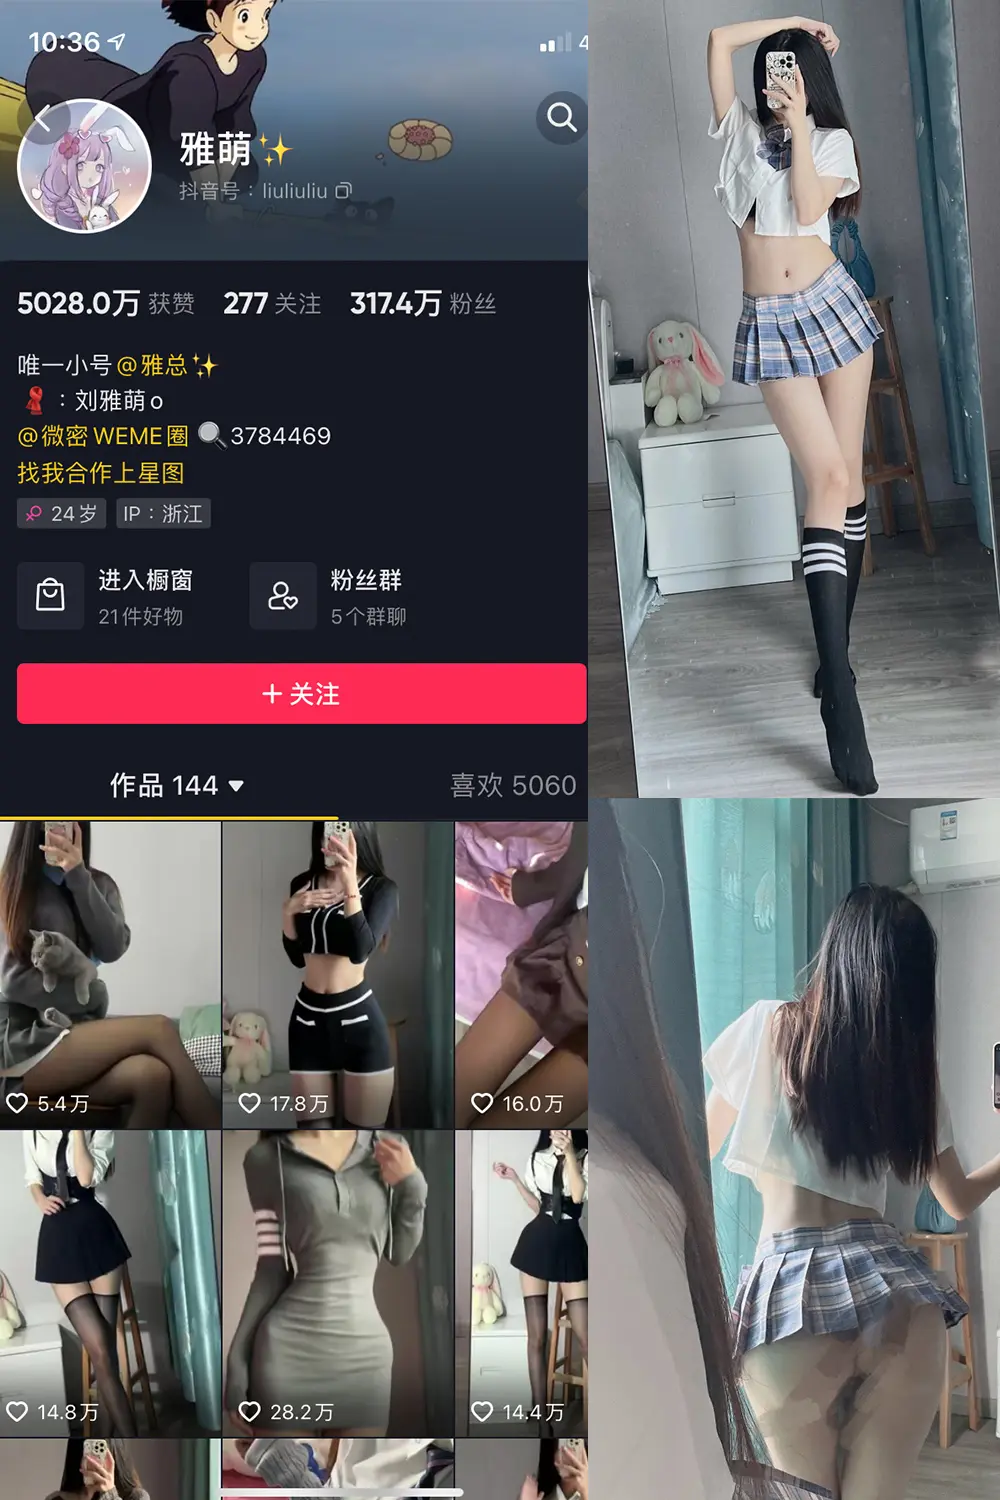 10:36
4
雅萌✨
抖音号：liuliuliu
5028.0万 获赞 277 关注 317.4万 粉丝
唯一小号@雅总✨
🧣：刘雅萌o
@微密WEME圈 🔍3784469
找我合作上星图
♀ 24岁 IP：浙江
进入橱窗 粉丝群
21件好物 5个群聊
+ 关注
作品 144 ▼ 喜欢 5060
5.4万 17.8万 16.0万
14.8万 28.2万 14.4万